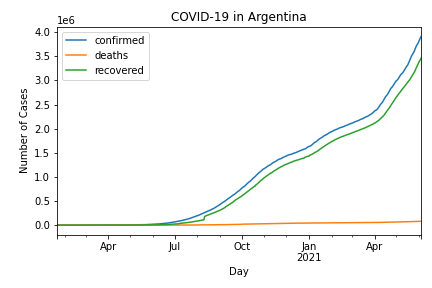 COVID-19 in Argentina
1e6
confirmed
deaths
recovered
4.0
3.5
3.0
2.5
2.0
1.5
1.0
0.5
0.0
Number of Cases
Apr
Jul
Oct
Jan
2021
Apr
Day